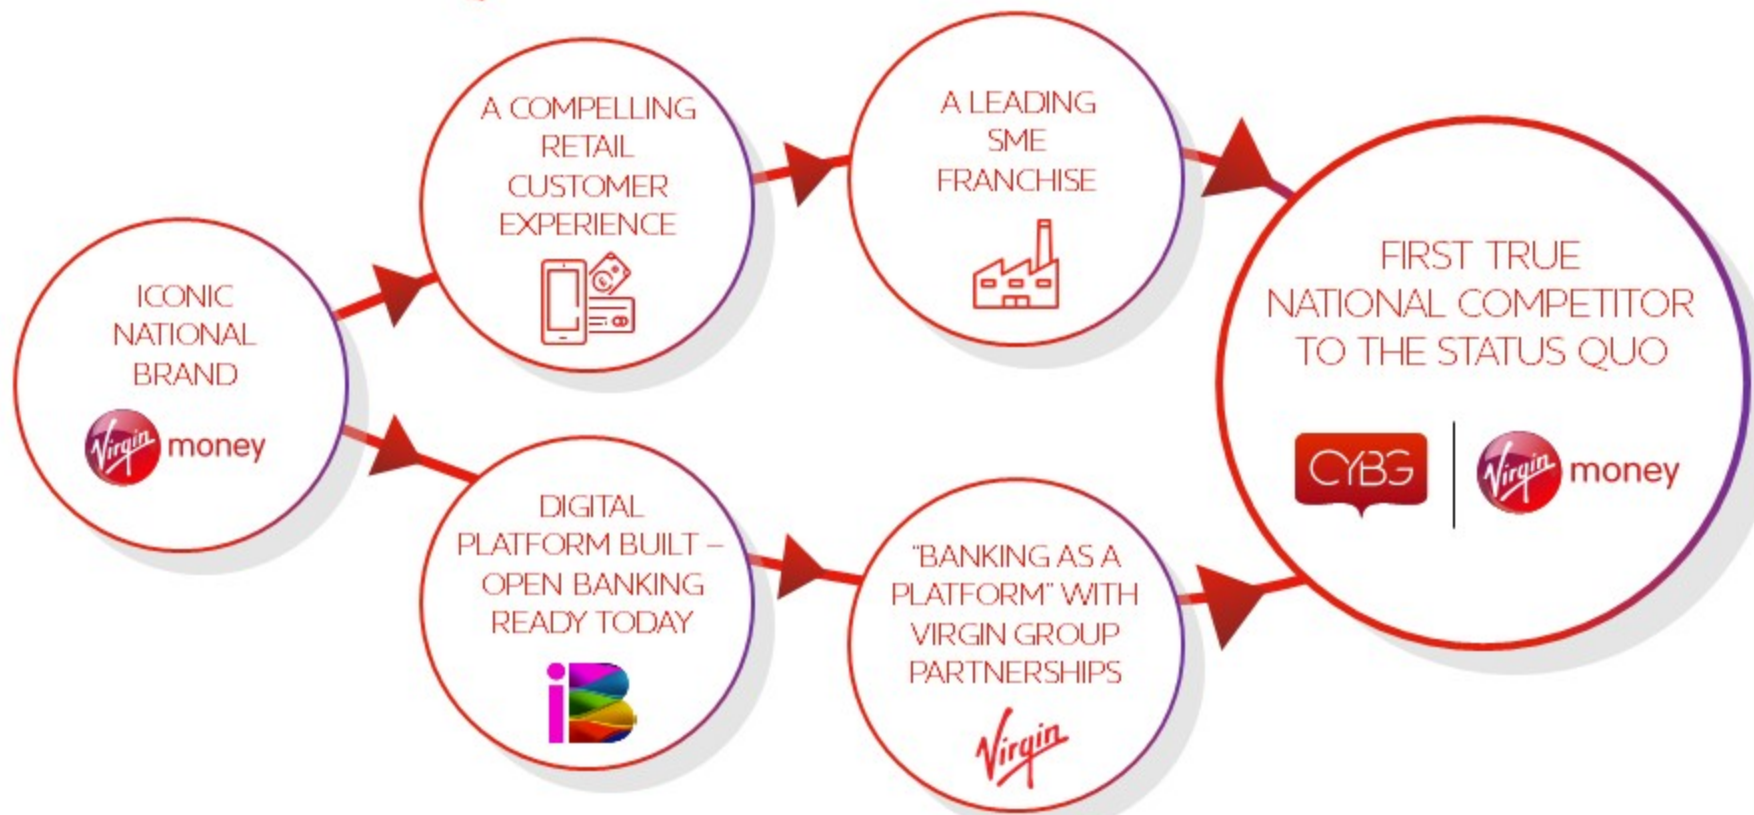 ICONIC
NATIONAL
BRAND
Virgin money
A COMPELLING
RETAIL
CUSTOMER
EXPERIENCE
A LEADING
SME
FRANCHISE
DIGITAL
PLATFORM BUILT –
OPEN BANKING
READY TODAY
iB
"BANKING AS A
PLATFORM" WITH
VIRGIN GROUP
PARTNERSHIPS
Virgin
FIRST TRUE
NATIONAL COMPETITOR
TO THE STATUS QUO
CYBG Virgin money